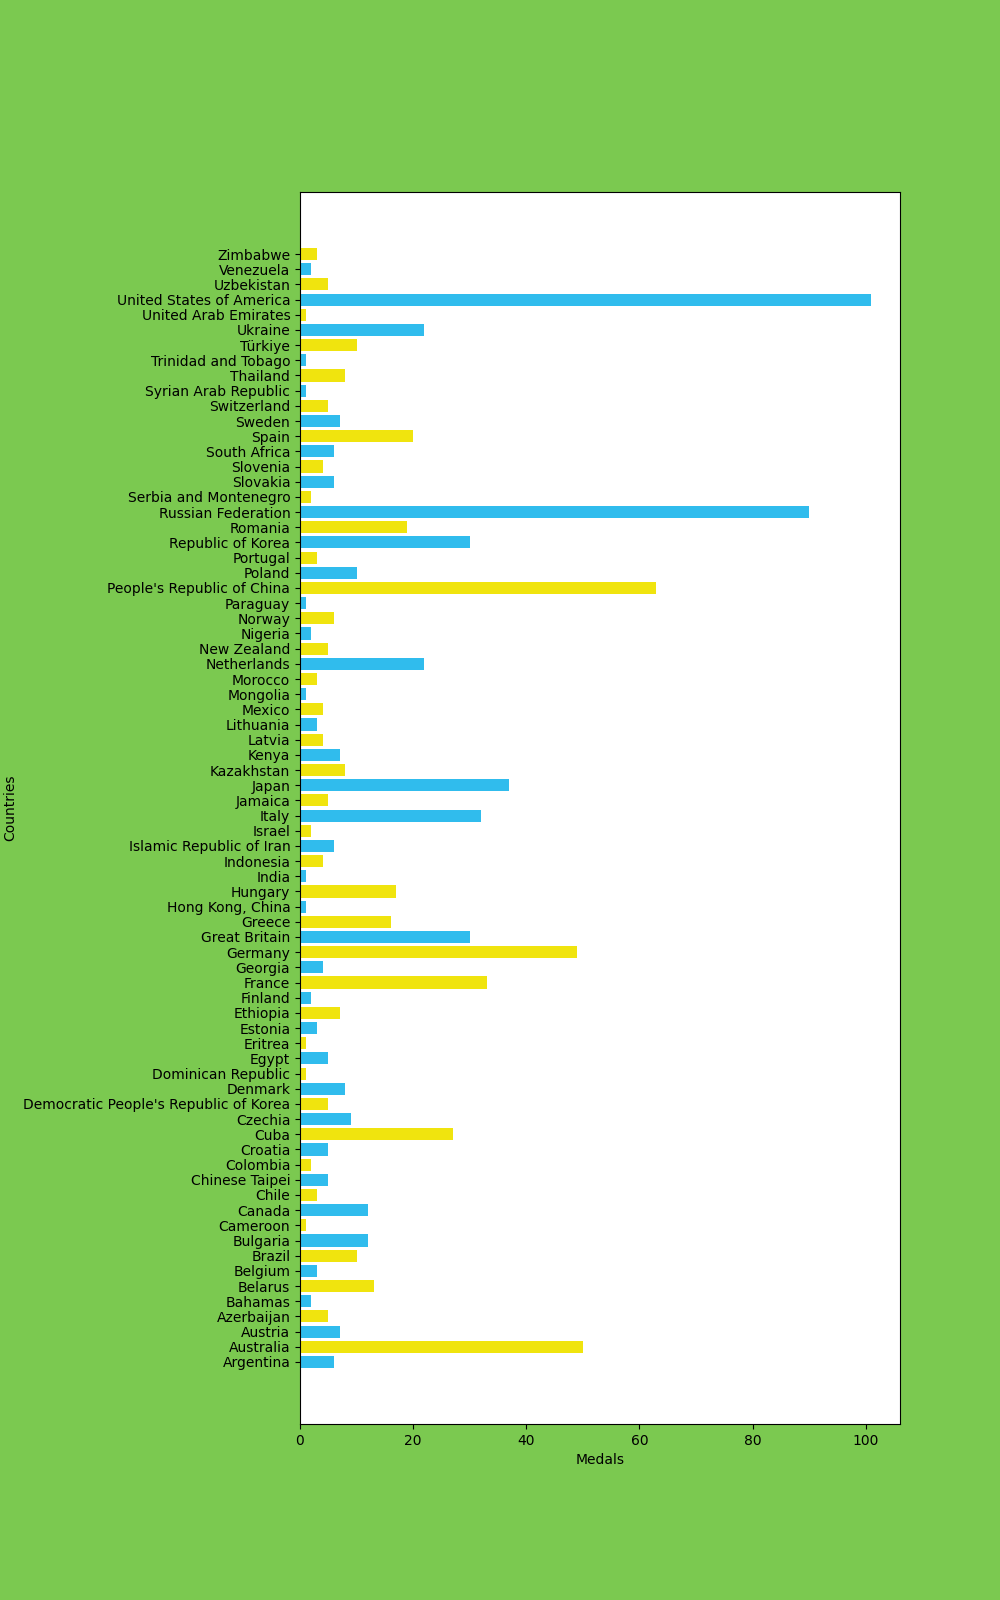 Zimbabwe
Venezuela
Uzbekistan
United States of America
United Arab Emirates
Ukraine
Türkiye
Trinidad and Tobago
Thailand
Syrian Arab Republic
Switzerland
Sweden
Spain
South Africa
Slovenia
Slovakia
Serbia and Montenegro
Russian Federation
Romania
Republic of Korea
Portugal
Poland
People's Republic of China
Paraguay
Norway
Nigeria
New Zealand
Netherlands
Morocco
Mongolia
Mexico
Lithuania
Latvia
Kenya
Kazakhstan
Japan
Jamaica
Italy
Israel
Islamic Republic of Iran
Indonesia
India
Hungary
Hong Kong, China
Greece
Great Britain
Germany
Georgia
France
Finland
Ethiopia
Estonia
Eritrea
Egypt
Dominican Republic
Denmark
Democratic People's Republic of Korea
Czechia
Cuba
Croatia
Colombia
Chinese Taipei
Chile
Canada
Cameroon
Bulgaria
Brazil
Belgium
Belarus
Bahamas
Azerbaijan
Austria
Australia
Argentina
Countries
0 20 40 60 80 100
Medals